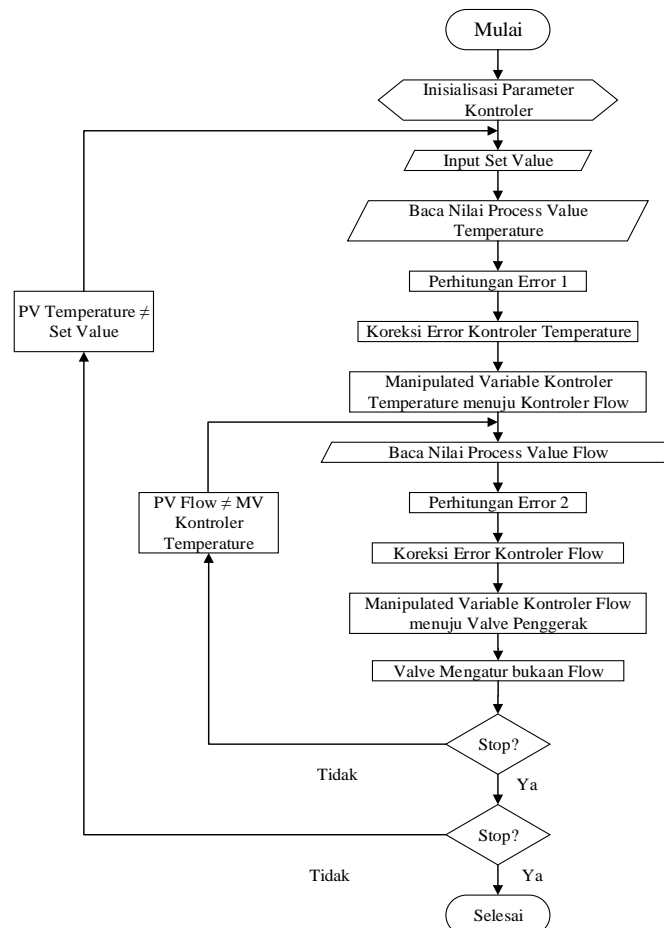 Mulai
Inisialisasi Parameter
Kontroler
Input Set Value
Baca Nilai Process Value
Temperature
Perhitungan Error 1
PV Temperature ≠
Set Value
Koreksi Error Kontroler Temperature
Manipulated Variable Kontroler
Temperature menuju Kontroler Flow
Baca Nilai Process Value Flow
PV Flow ≠ MV
Kontroler
Temperature
Perhitungan Error 2
Koreksi Error Kontroler Flow
Manipulated Variable Kontroler Flow
menuju Valve Penggerak
Valve Mengatur bukaan Flow
Stop?
Tidak
Ya
Stop?
Tidak
Ya
Selesai